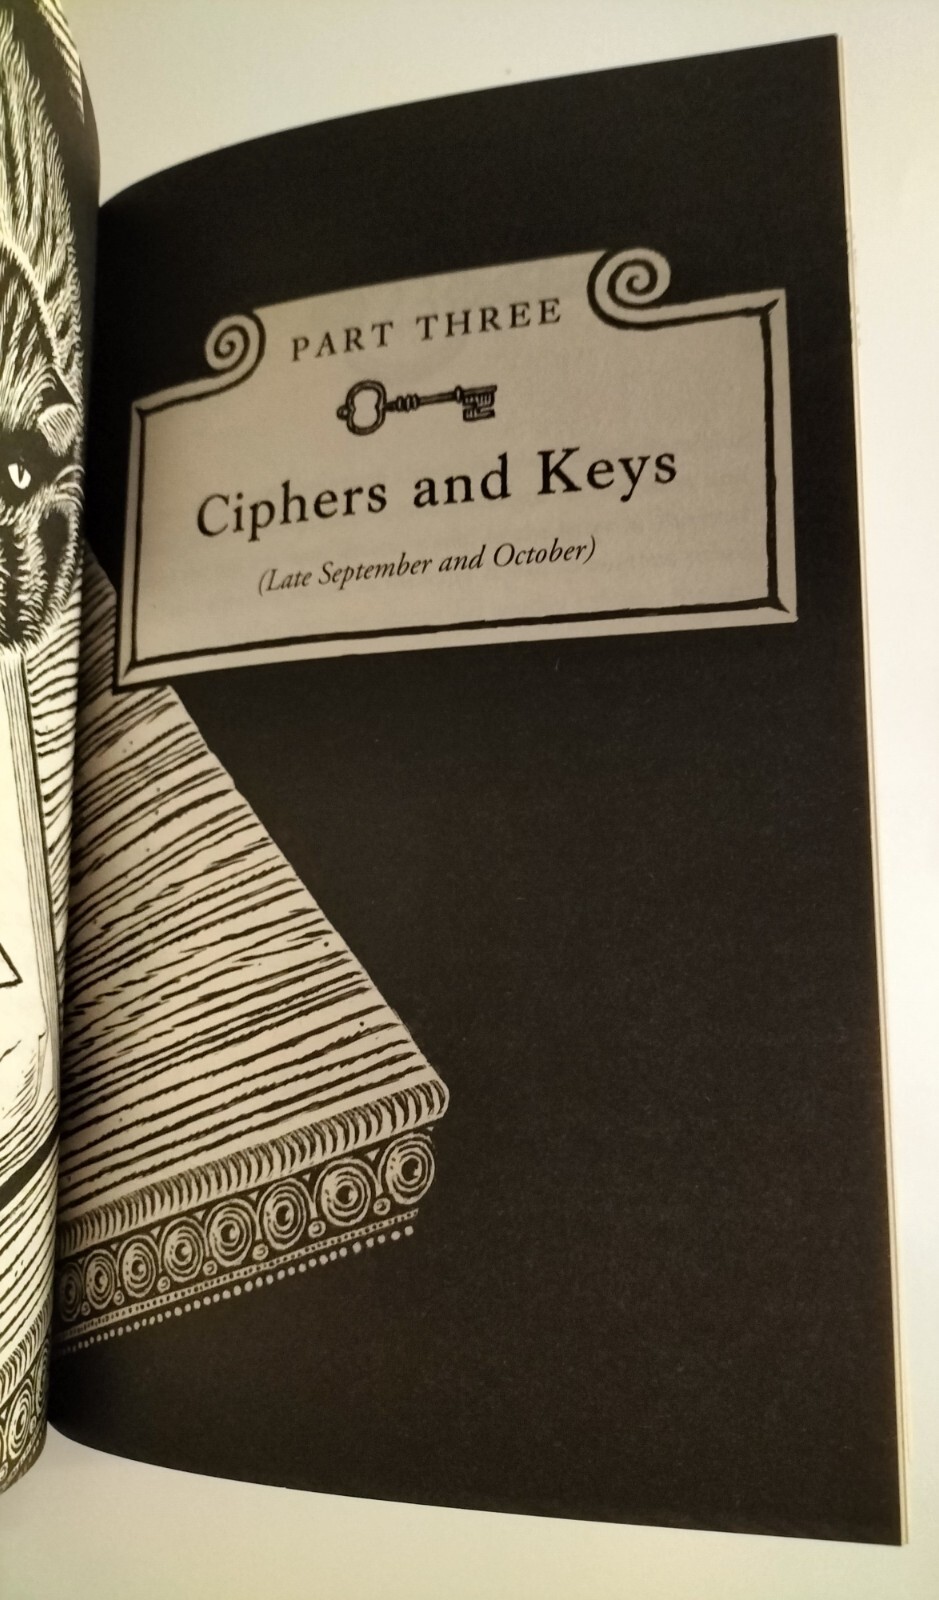 PART THREE
Ciphers and Keys
(Late September and October)